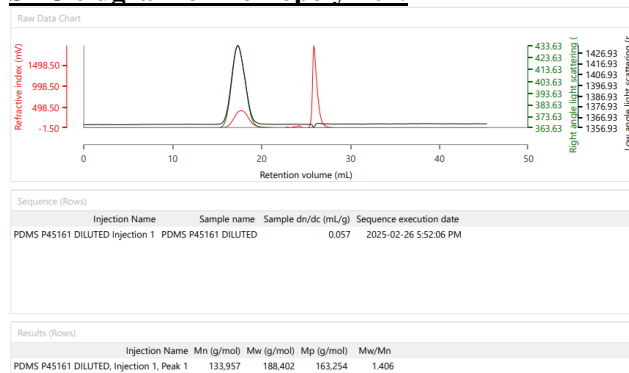 Raw Data Chart
Refractive index (mV)
1498.50
998.50
498.50
-1.50
433.63
423.63
413.63
403.63
393.63
383.63
373.63
363.63
Right angle light scattering (
1426.93
1416.93
1406.93
1396.93
1386.93
1376.93
1366.93
1356.93
Low angle light scattering (
0 10 20 30 40 50
Retention volume (mL)
Sequence (Rows)
Injection Name Sample name Sample dn/dc (mL/g) Sequence execution date
PDMS P45161 DILUTED Injection 1 PDMS P45161 DILUTED 0.057 2025-02-26 5:52:06 PM
Results (Rows)
Injection Name Mn (g/mol) Mw (g/mol) Mp (g/mol) Mw/Mn
PDMS P45161 DILUTED, Injection 1, Peak 1 133,957 188,402 163,254 1.406